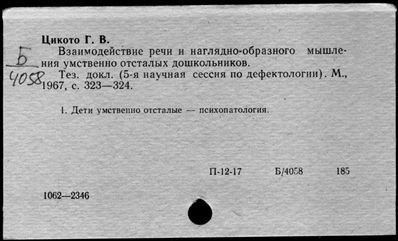 Цикото Г. В.
Взаимодействие речи и наглядно-образного мышле-
ния умственно отсталых дошкольников.
Тез. докл. (5-я научная сессия по дефектологии). М.,
1967, с. 323—324.
Б
4058
1. Дети умственно отсталые — психопатология.
П-12-17 Б/4058 185
1062—2346